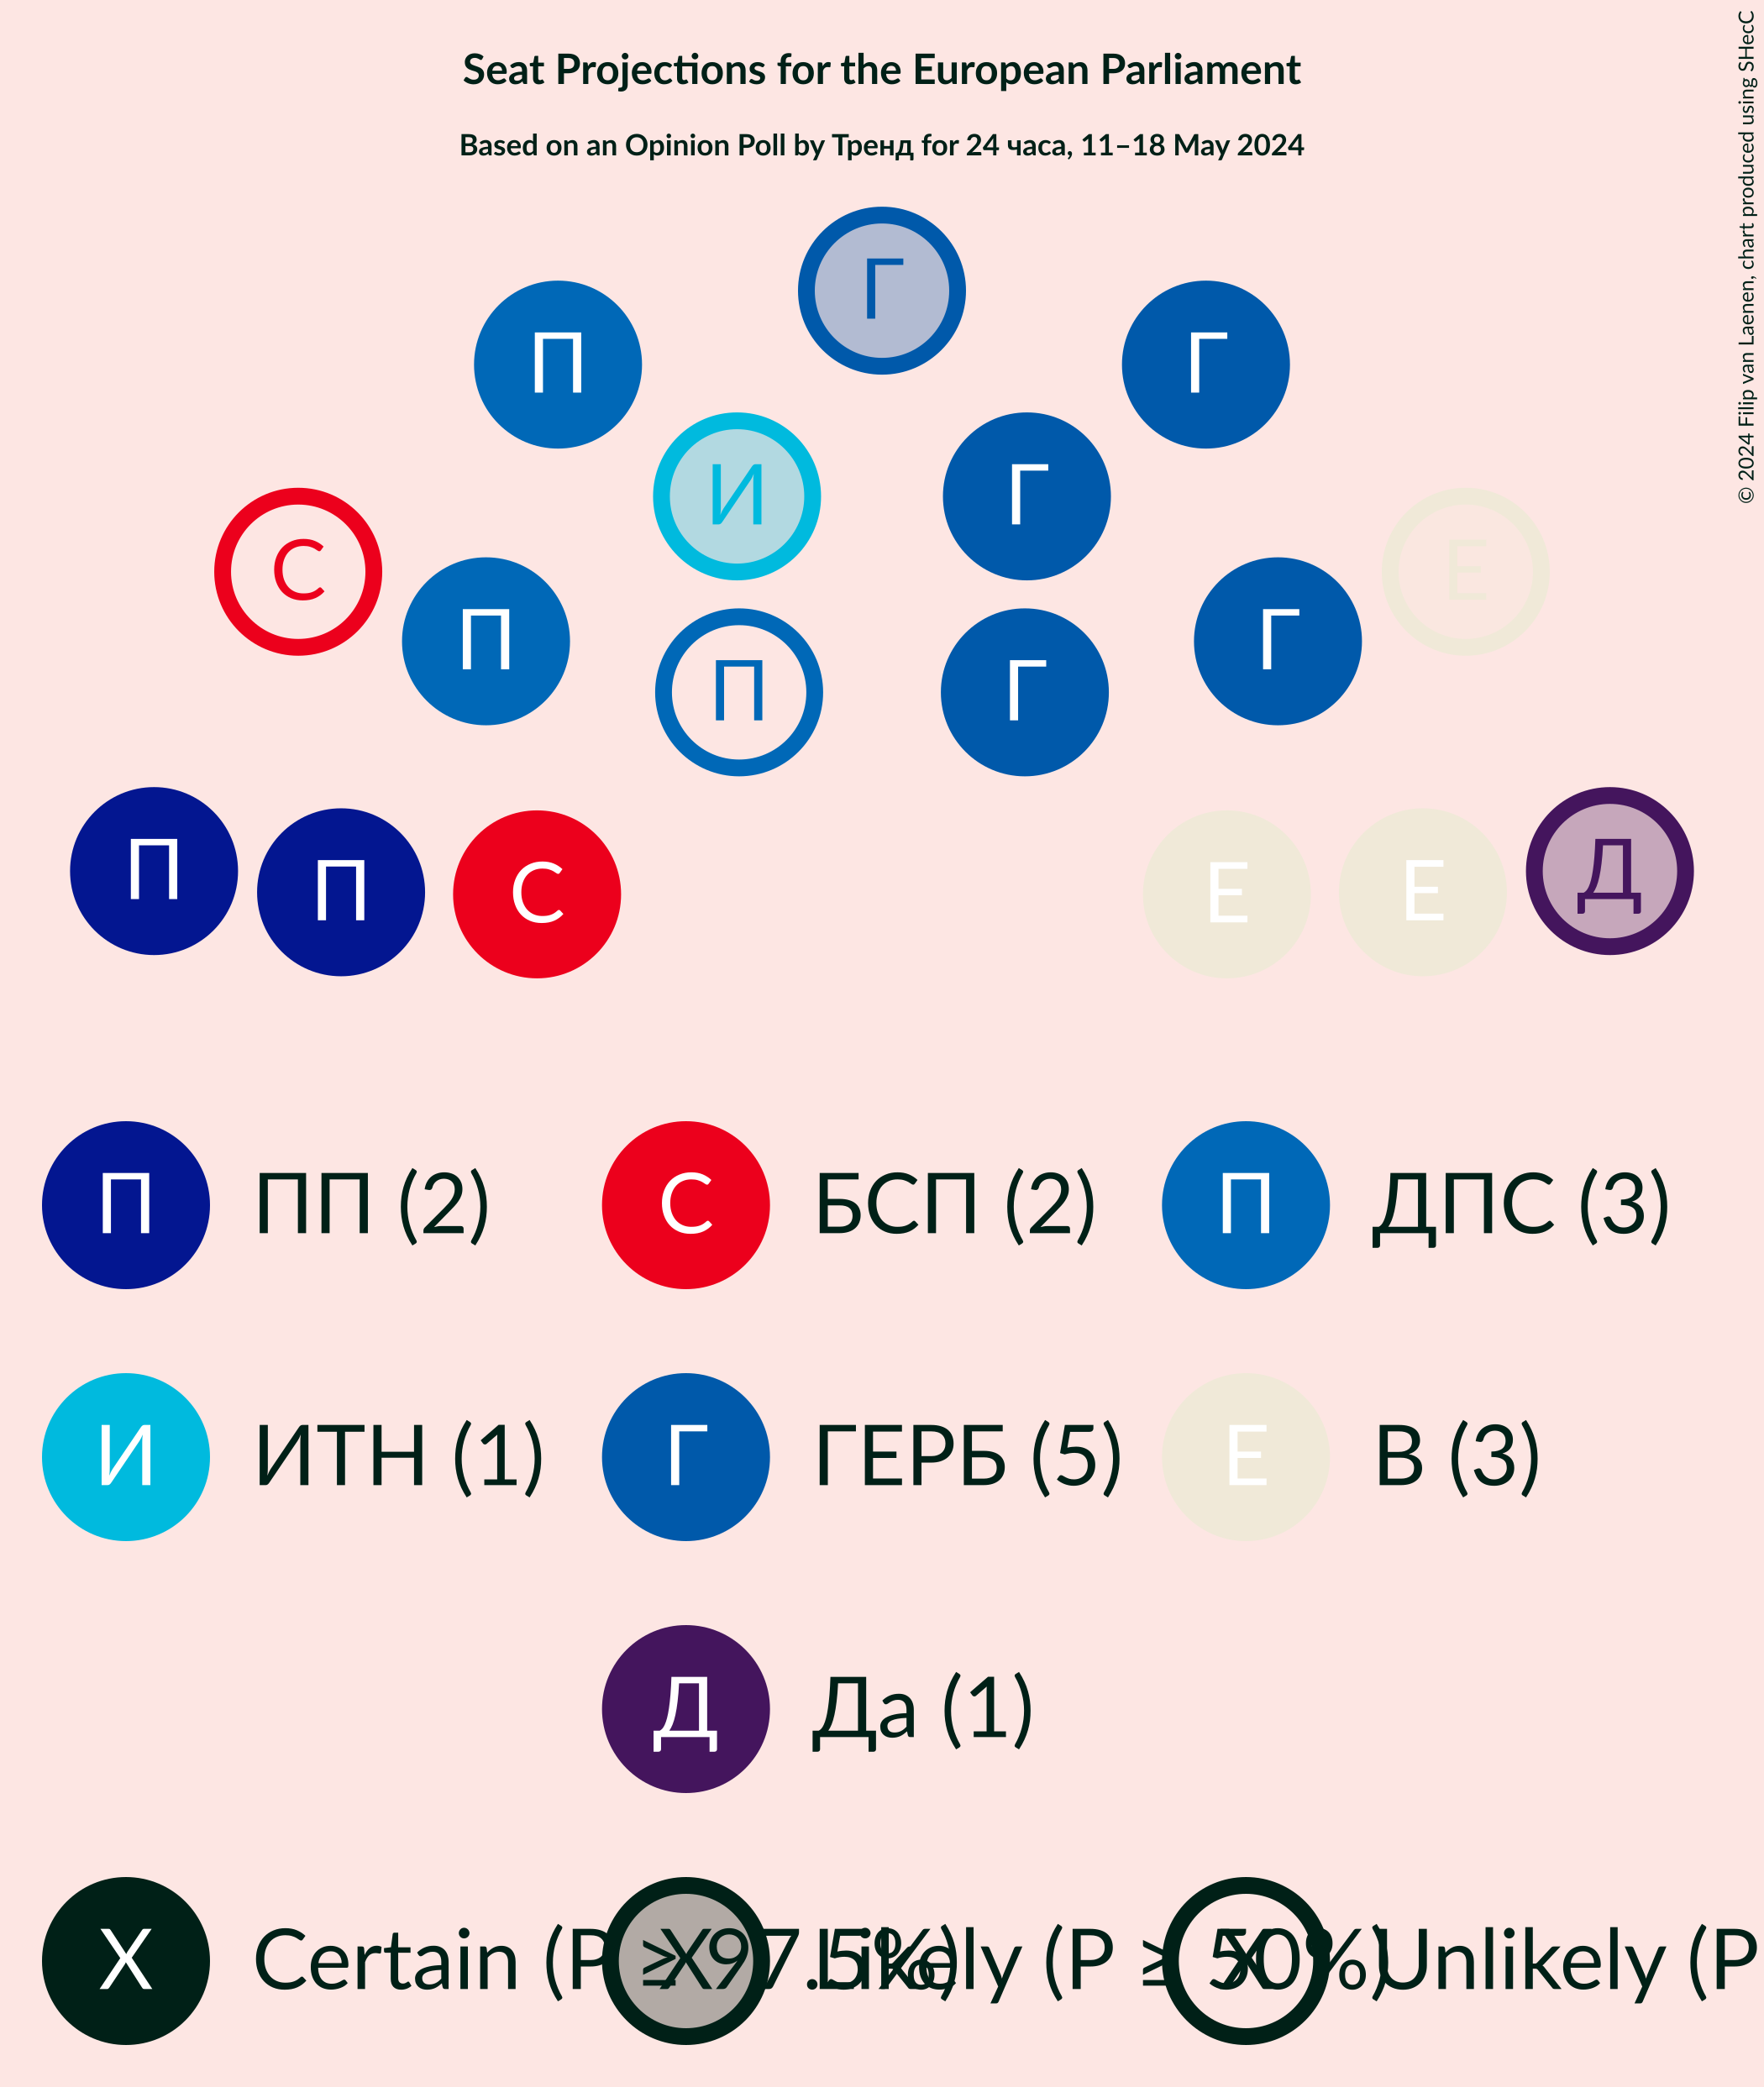 Seat Projections for the European Parliament
Based on an Opinion Poll by Тренд for 24 часа, 11–18 May 2024
© 2024 Filip van Laenen, chart produced using SHecC
Г
П Г
И Г
С Е
П Г
П Г
П П С Е Е Д
П ПП (2) С БСП (2) П ДПС (3)
И ИТН (1) Г ГЕРБ (5) Е В (3)
Д Да (1)
X Certain (P ≥ 97.5%) X Likely (P ≥ 50%) X Unlikely (P